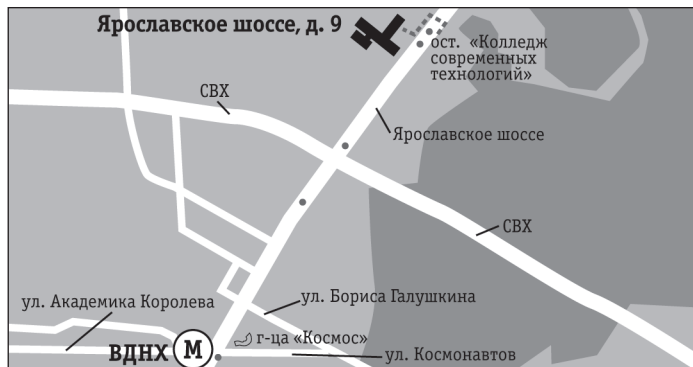 Ярославское шоссе, д. 9
ост. «Колледж
современных
технологий»
СВХ
Ярославское шоссе
СВХ
ул. Академика Королева
ул. Бориса Галушкина
г-ца «Космос»
ВДНХ
М
ул. Космонавтов